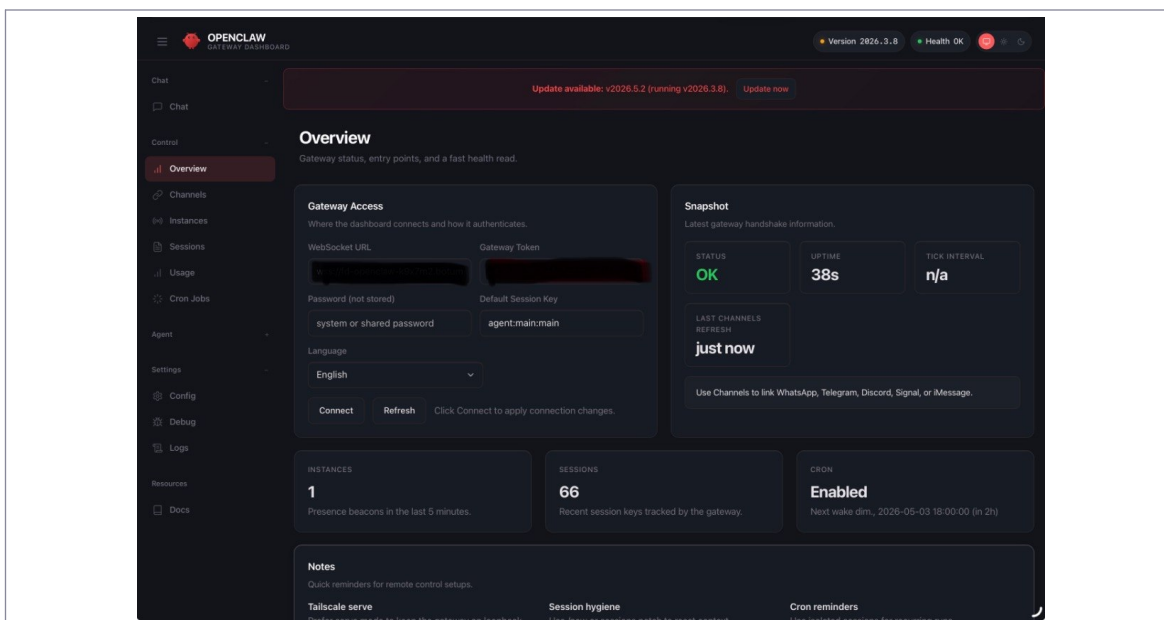 OPENCLAW
GATEWAY DASHBOARD
Version 2026.3.8
Health OK
Update available: v2026.5.2 (running v2026.3.8). Update now
Chat
Chat
Control
Overview
Channels
Instances
Sessions
Usage
Cron Jobs
Agent
Settings
Config
Debug
Logs
Resources
Docs
Overview
Gateway status, entry points, and a fast health read.
Gateway Access
Where the dashboard connects and how it authenticates.
WebSocket URL
Gateway Token
Password (not stored)
system or shared password
Default Session Key
agent:main:main
Language
English
Connect
Refresh
Click Connect to apply connection changes.
Snapshot
Latest gateway handshake information.
STATUS
OK
UPTIME
38s
TICK INTERVAL
n/a
LAST CHANNELS
REFRESH
just now
Use Channels to link WhatsApp, Telegram, Discord, Signal, or iMessage.
INSTANCES
1
Presence beacons in the last 5 minutes.
SESSIONS
66
Recent session keys tracked by the gateway.
CRON
Enabled
Next wake dim., 2026-05-03 18:00:00 (in 2h)
Notes
Quick reminders for remote control setups.
Tailscale serve
Session hygiene
Cron reminders